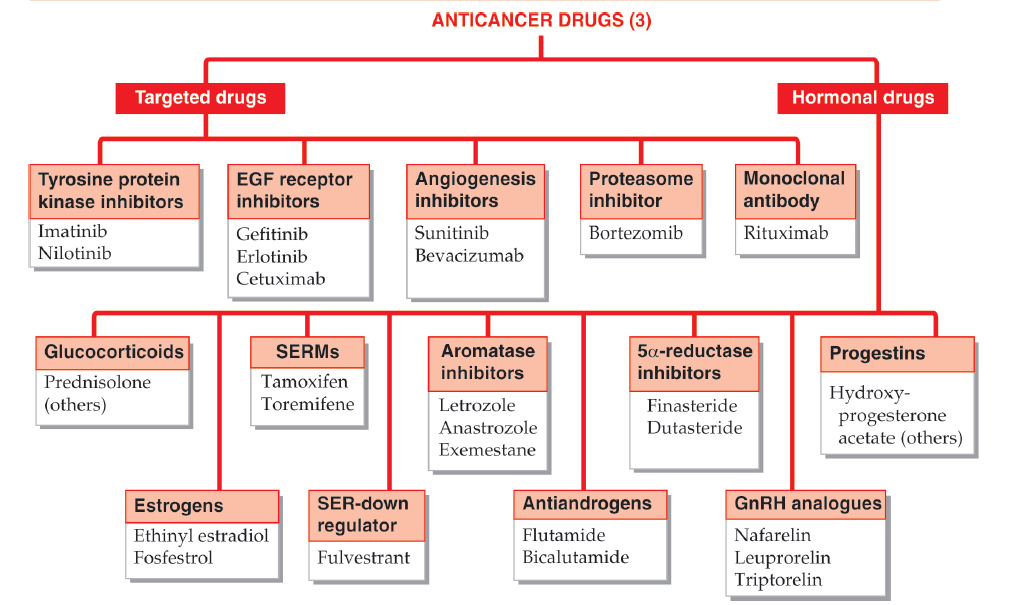 ANTICANCER DRUGS (3)
Targeted drugs
Hormonal drugs
Tyrosine protein
kinase inhibitors
Imatinib
Nilotinib
EGF receptor
inhibitors
Gefitinib
Erlotinib
Cetuximab
Angiogenesis
inhibitors
Sunitinib
Bevacizumab
Proteasome
inhibitor
Bortezomib
Monoclonal
antibody
Rituximab
Glucocorticoids
Prednisolone
(others)
SERMs
Tamoxifen
Toremifene
Aromatase
inhibitors
Letrozole
Anastrozole
Exemestane
5α-reductase
inhibitors
Finasteride
Dutasteride
Progestins
Hydroxy-
progesterone
acetate (others)
Estrogens
Ethinyl estradiol
Fosfestrol
SER-down
regulator
Fulvestrant
Antiandrogens
Flutamide
Bicalutamide
GnRH analogues
Nafarelin
Leuprorelin
Triptorelin